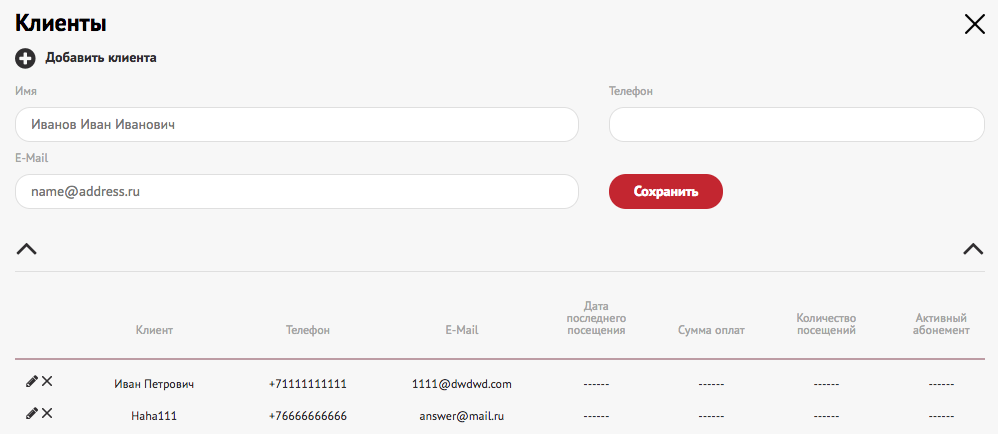 Клиенты
Добавить клиента
Имя Телефон
Иванов Иван Иванович
E-Mail
name@address.ru Сохранить
Клиент Телефон E-Mail Дата последнего посещения Сумма оплат Количество посещений Активный абонемент
Иван Петрович +71111111111 1111@dwdwd.com ------ ------ ------ ------
Haha111 +76666666666 answer@mail.ru ------ ------ ------ ------